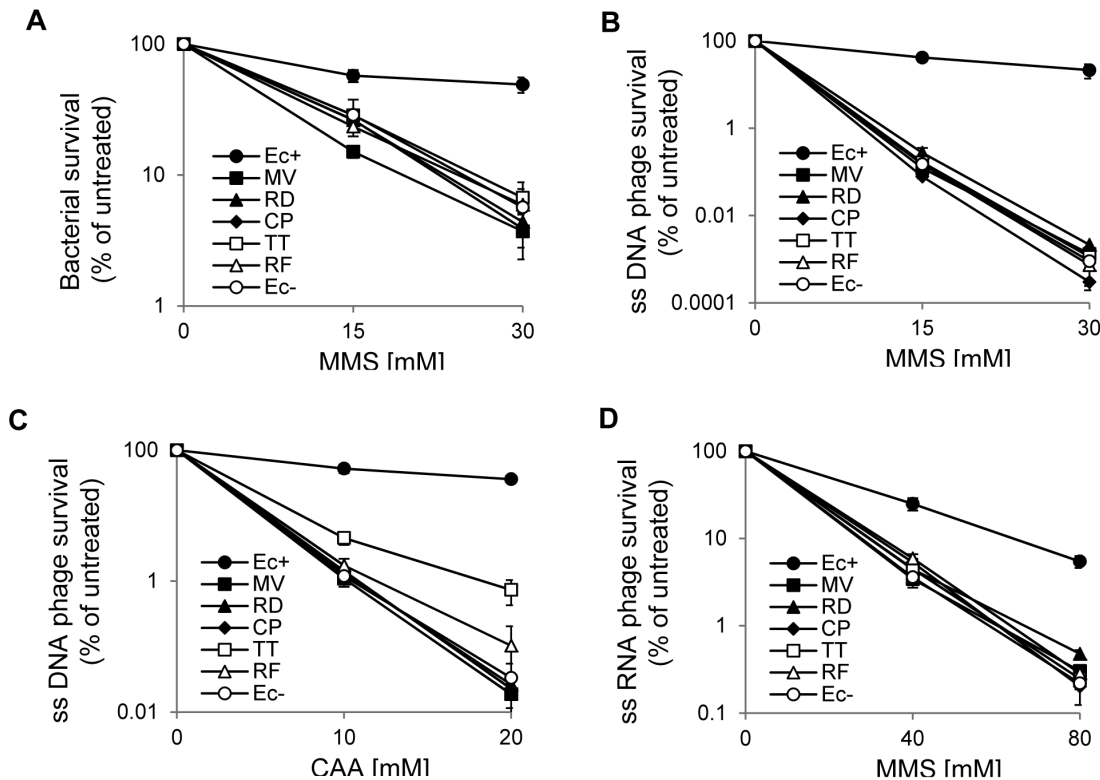 A
Bacterial survival
(% of untreated)
100
10
1
Ec+
MV
RD
CP
TT
RF
Ec-
0
15
30
MMS [mM]
B
ss DNA phage survival
(% of untreated)
100
1
0.01
0.0001
Ec+
MV
RD
CP
TT
RF
Ec-
0
15
30
MMS [mM]
C
ss DNA phage survival
(% of untreated)
100
1
0.01
Ec+
MV
RD
CP
TT
RF
Ec-
0
10
20
CAA [mM]
D
ss RNA phage survival
(% of untreated)
100
10
1
0.1
Ec+
MV
RD
CP
TT
RF
Ec-
0
40
80
MMS [mM]